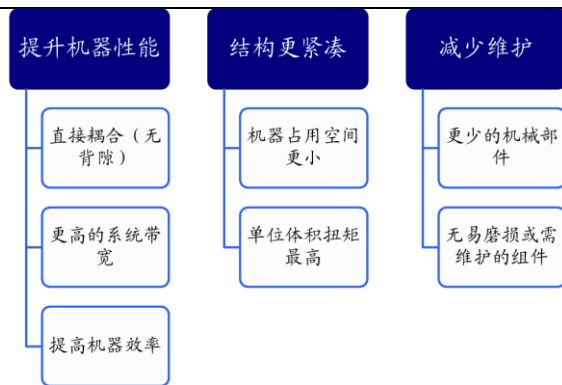 提升机器性能
直接耦合（无
背隙）
更高的系统带
宽
提高机器效率
结构更紧凑
机器占用空间
更小
单位体积扭矩
最高
减少维护
更少的机械部
件
无易磨损或需
维护的组件